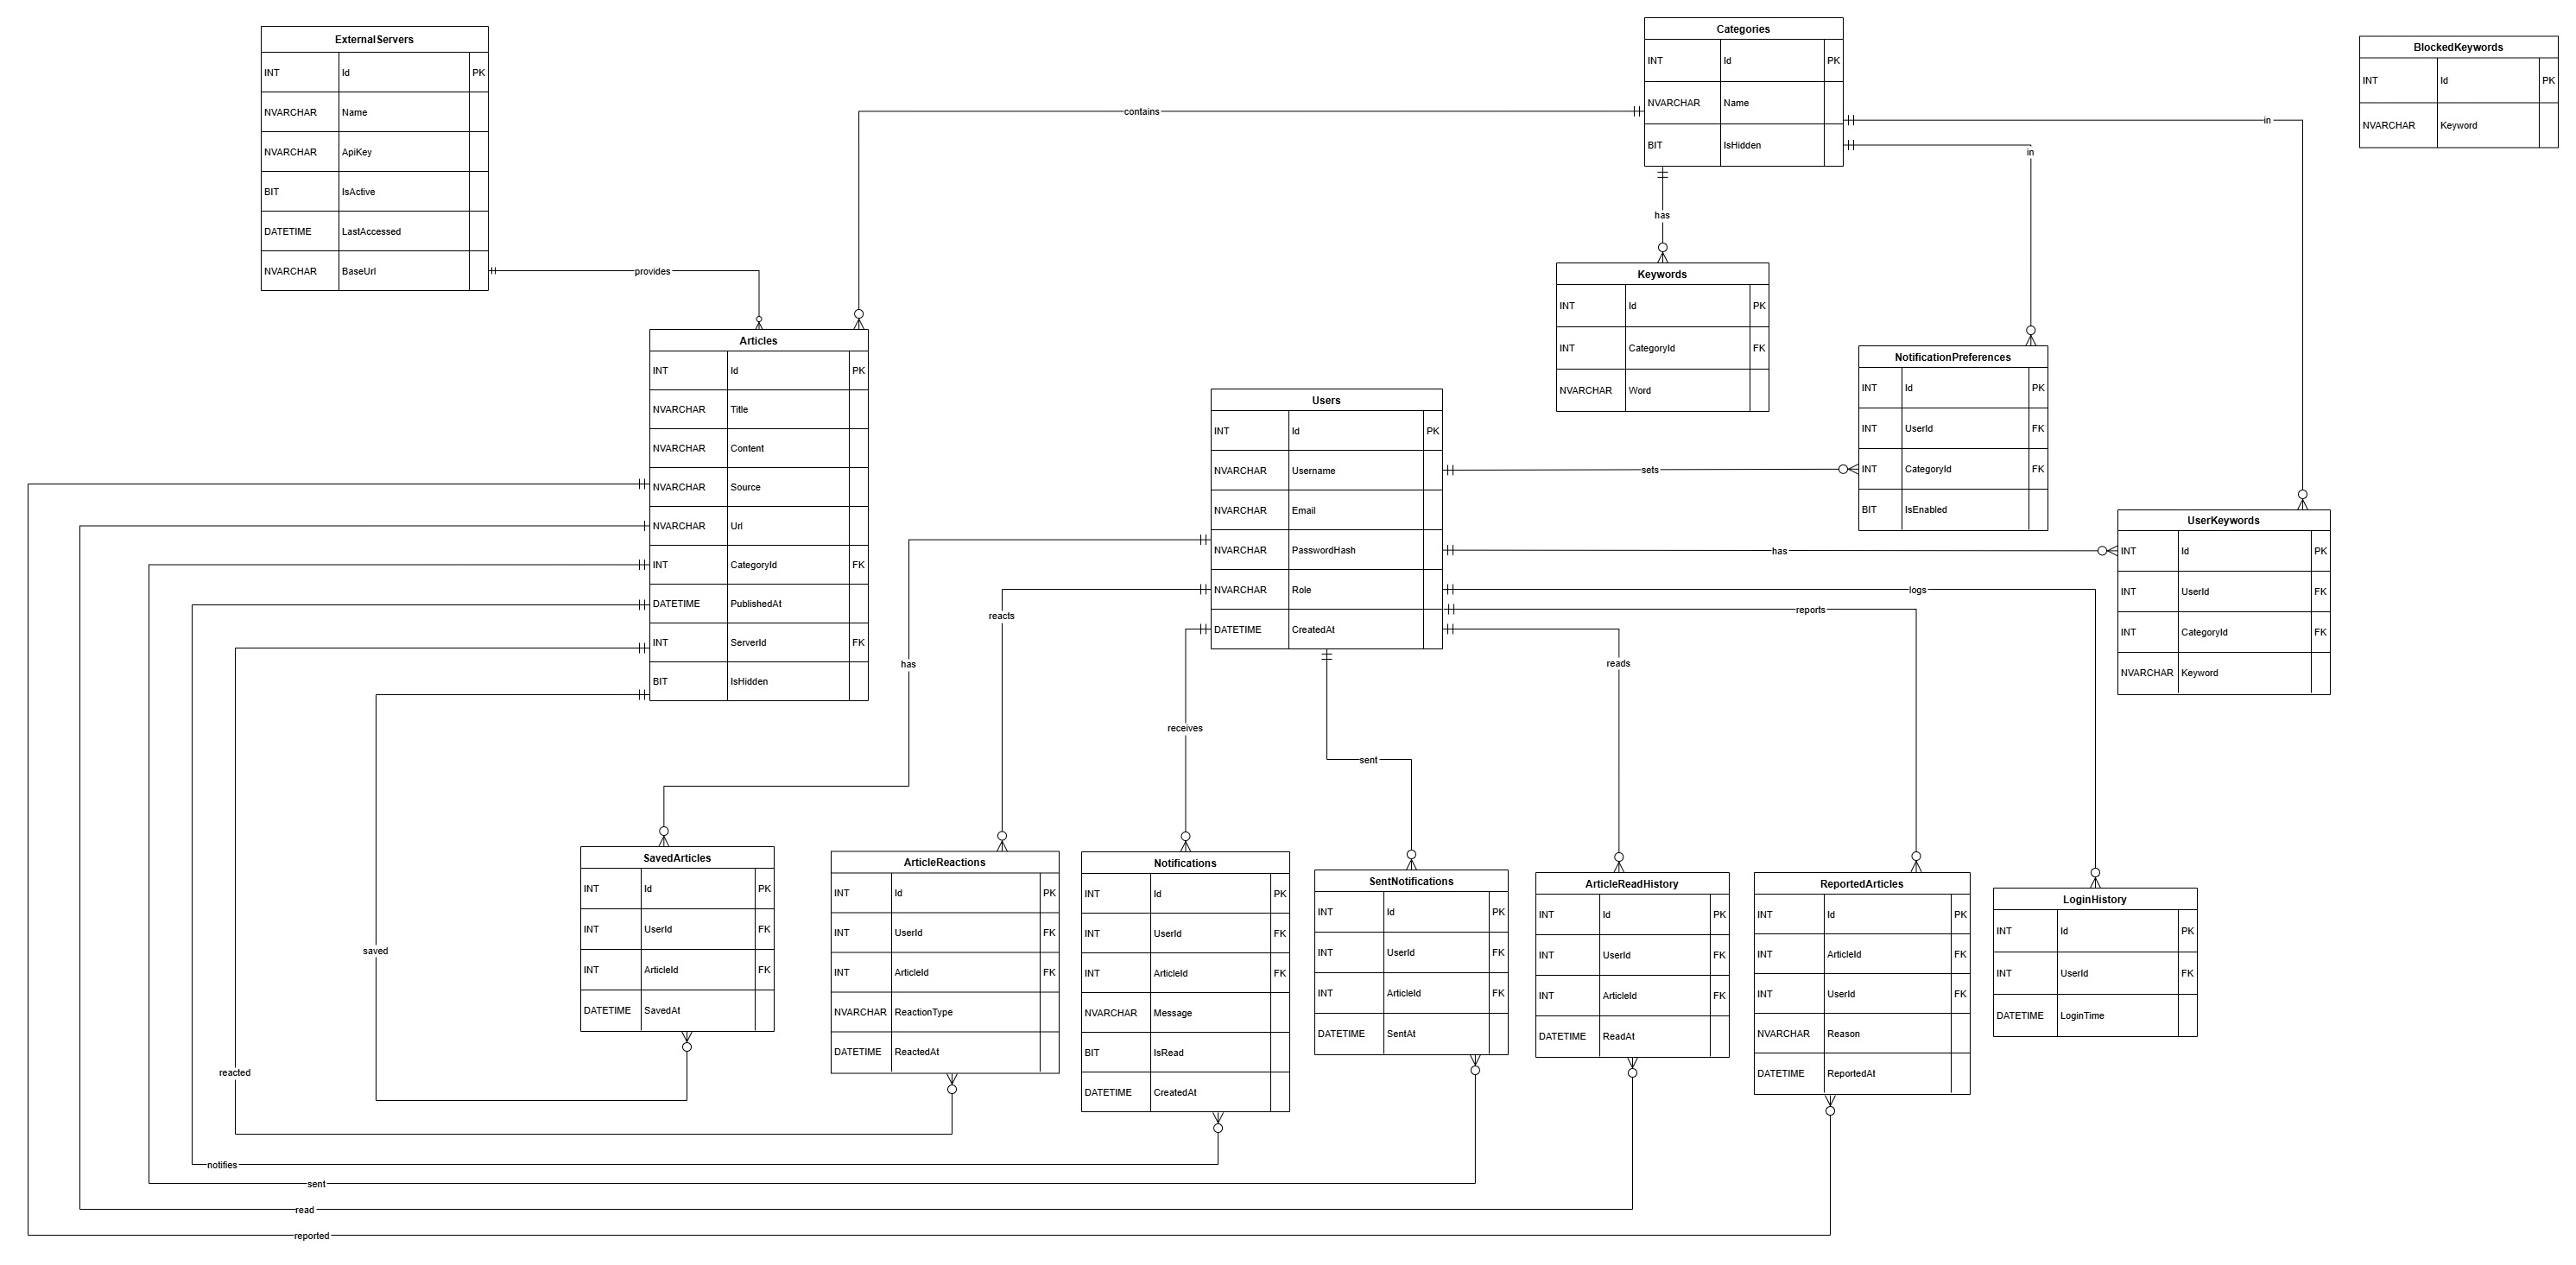 ExternalServers
INT Id PK
NVARCHAR Name
NVARCHAR ApiKey
BIT IsActive
DATETIME LastAccessed
NVARCHAR BaseUrl
Categories
INT Id PK
NVARCHAR Name
BIT IsHidden
BlockedKeywords
INT Id PK
NVARCHAR Keyword
contains
in
in
has
provides
Keywords
INT Id PK
INT CategoryId FK
NVARCHAR Word
Articles
INT Id PK
NVARCHAR Title
NVARCHAR Content
NVARCHAR Source
NVARCHAR Url
INT CategoryId FK
DATETIME PublishedAt
INT ServerId FK
BIT IsHidden
NotificationPreferences
INT Id PK
INT UserId FK
INT CategoryId FK
BIT IsEnabled
Users
INT Id PK
NVARCHAR Username
NVARCHAR Email
NVARCHAR PasswordHash
NVARCHAR Role
DATETIME CreatedAt
sets
UserKeywords
INT Id PK
INT UserId FK
INT CategoryId FK
NVARCHAR Keyword
has
logs
reports
reacts
has
reads
receives
sent
SavedArticles
INT Id PK
INT UserId FK
INT ArticleId FK
DATETIME SavedAt
ArticleReactions
INT Id PK
INT UserId FK
INT ArticleId FK
NVARCHAR ReactionType
DATETIME ReactedAt
Notifications
INT Id PK
INT UserId FK
INT ArticleId FK
NVARCHAR Message
BIT IsRead
DATETIME CreatedAt
SentNotifications
INT Id PK
INT UserId FK
INT ArticleId FK
DATETIME SentAt
ArticleReadHistory
INT Id PK
INT UserId FK
INT ArticleId FK
DATETIME ReadAt
ReportedArticles
INT Id PK
INT ArticleId FK
INT UserId FK
NVARCHAR Reason
DATETIME ReportedAt
LoginHistory
INT Id PK
INT UserId FK
DATETIME LoginTime
saved
reacted
notifies
sent
read
reported